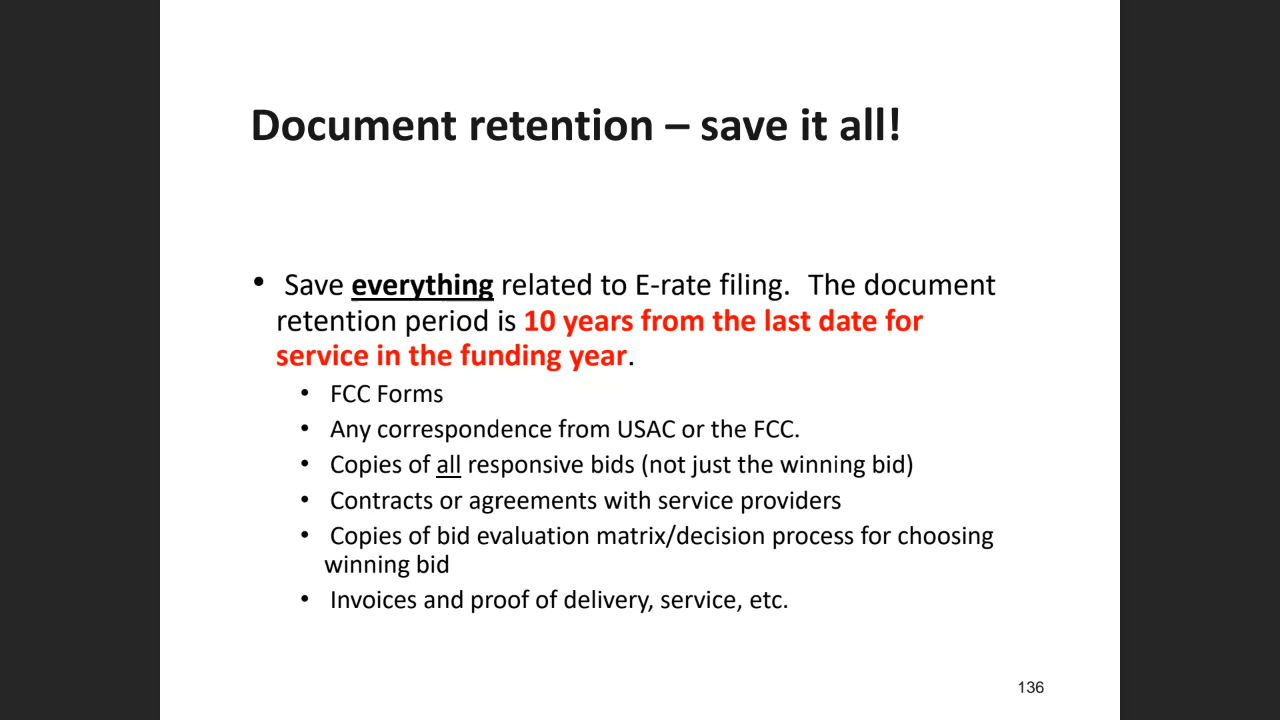 Document retention – save it all!
• Save everything related to E-rate filing.  The document
retention period is 10 years from the last date for
service in the funding year.
• FCC Forms
• Any correspondence from USAC or the FCC.
• Copies of all responsive bids (not just the winning bid)
• Contracts or agreements with service providers
• Copies of bid evaluation matrix/decision process for choosing
winning bid
• Invoices and proof of delivery, service, etc.
136